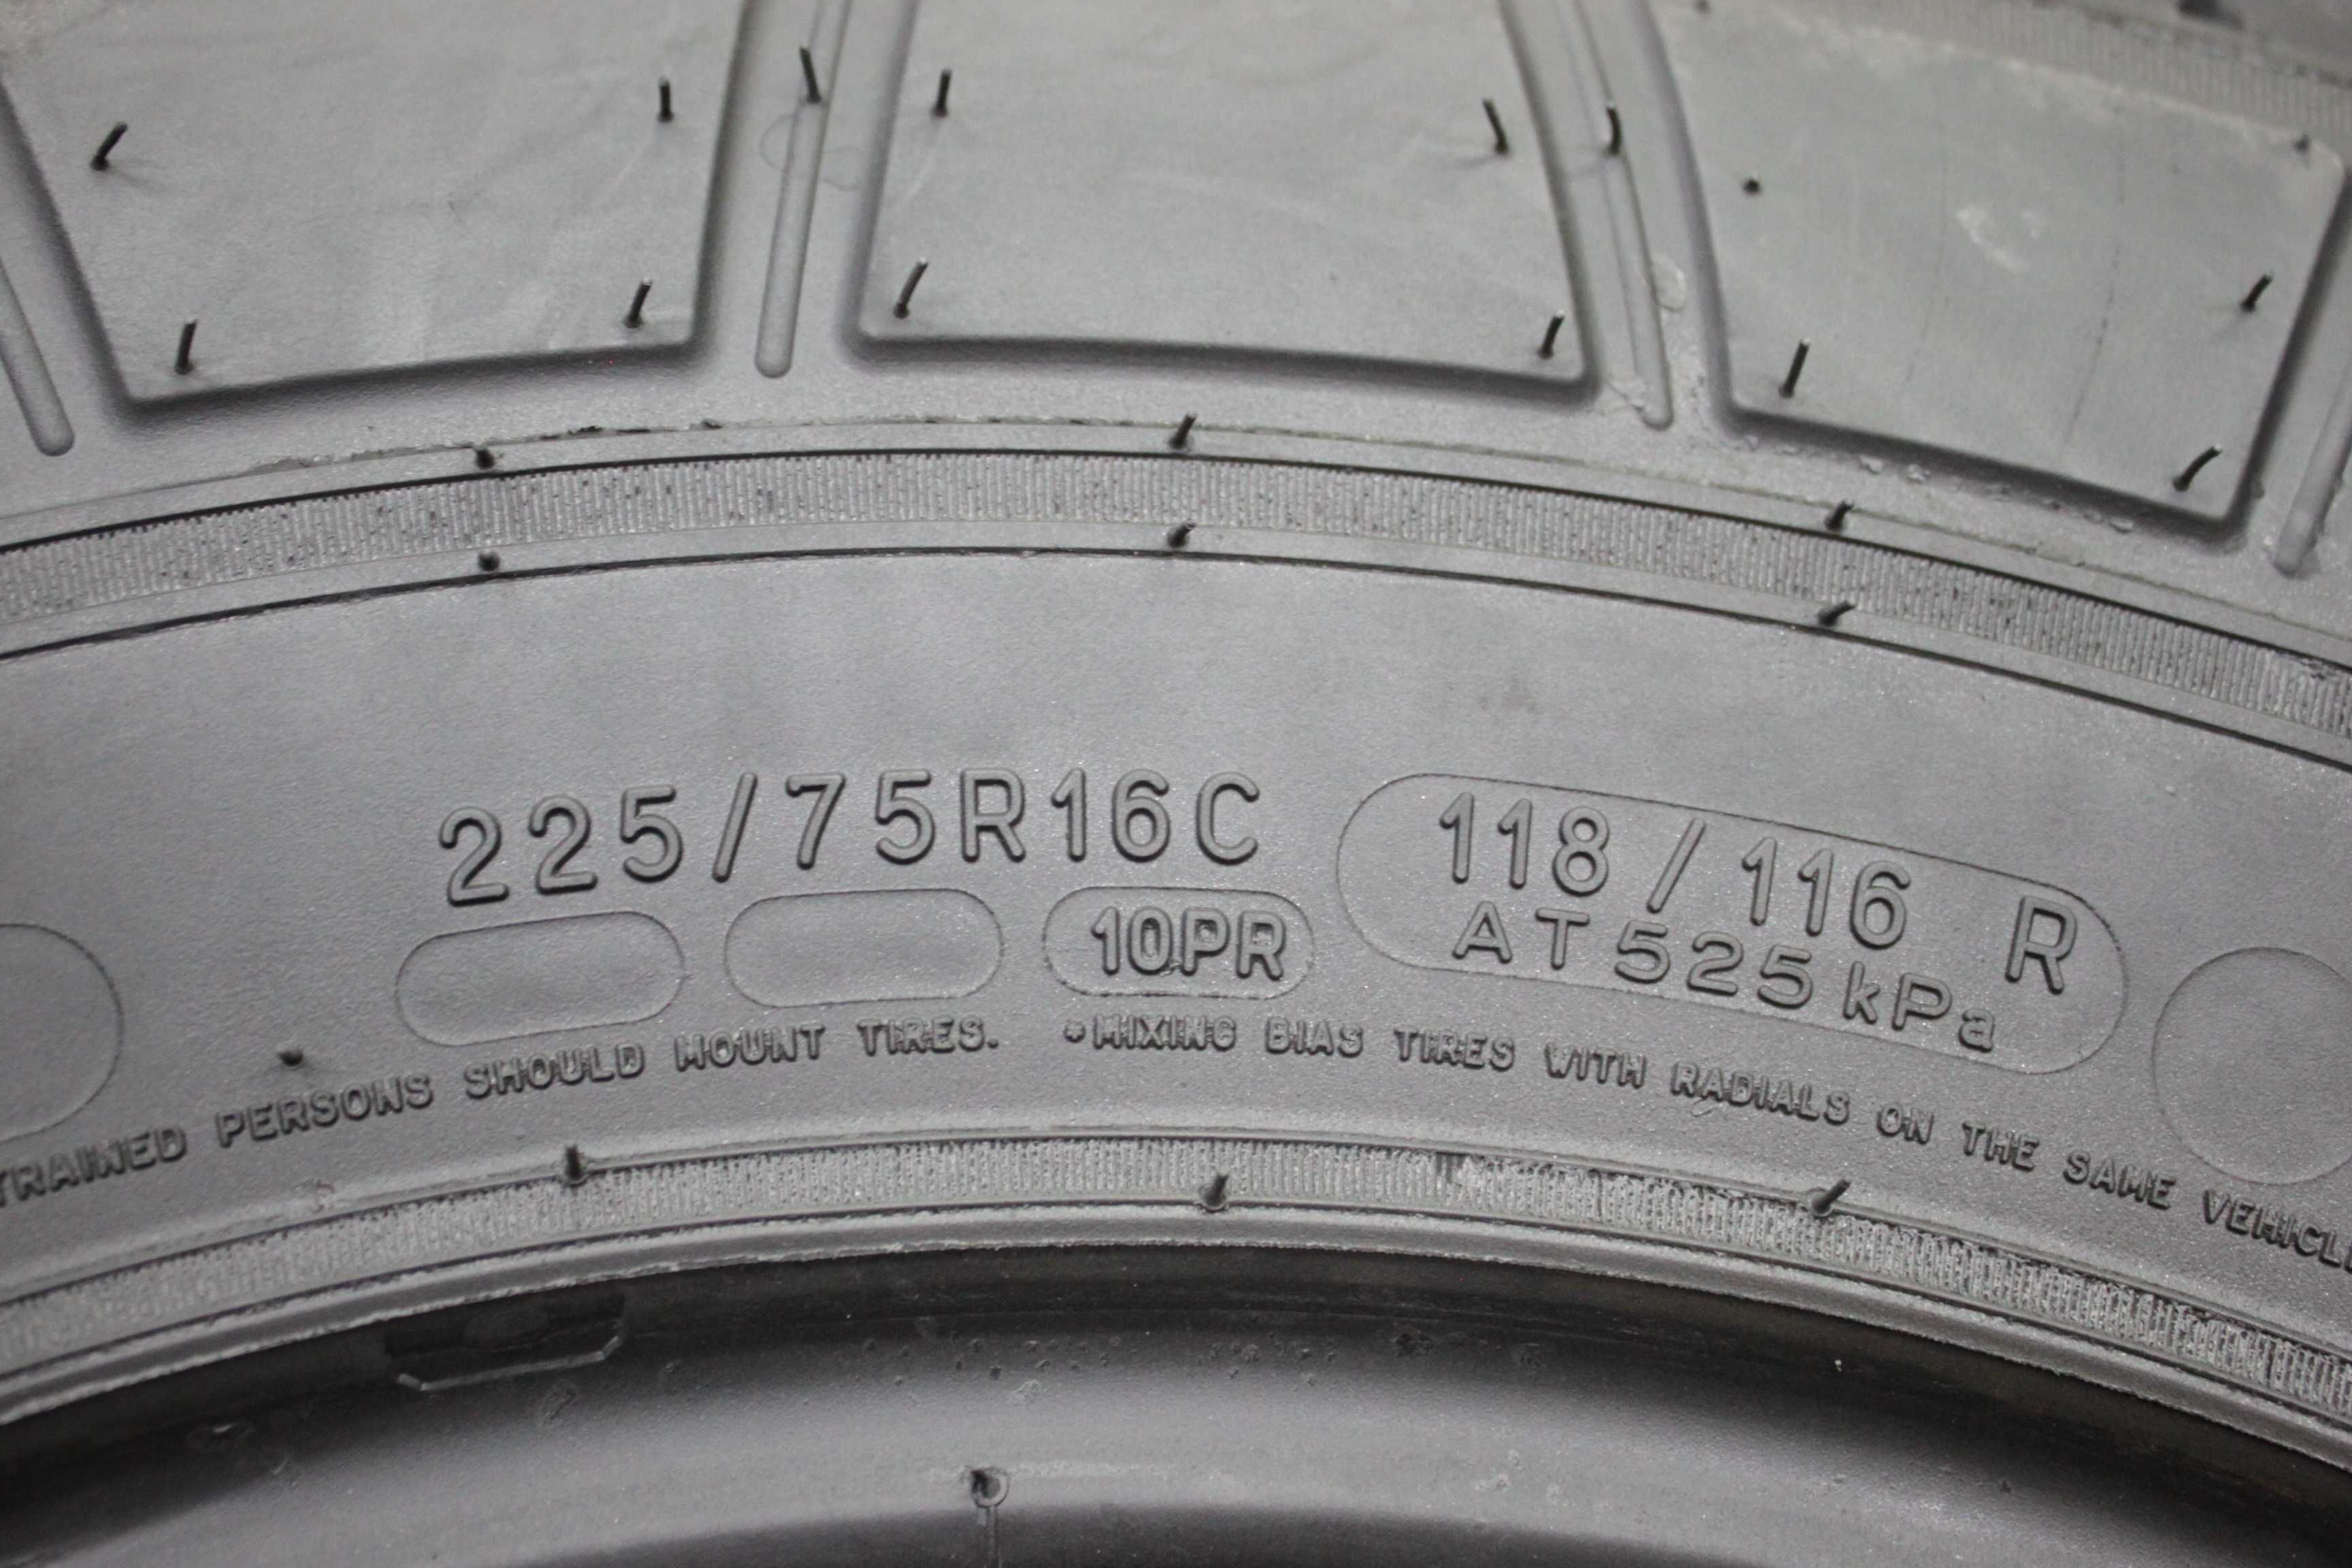 225/75R16C
118/116 R
AT 525 kPa
10PR
TRAINED PERSONS SHOULD MOUNT TIRES. •MIXING BIAS TIRES WITH RADIALS ON THE SAME VEHICLE